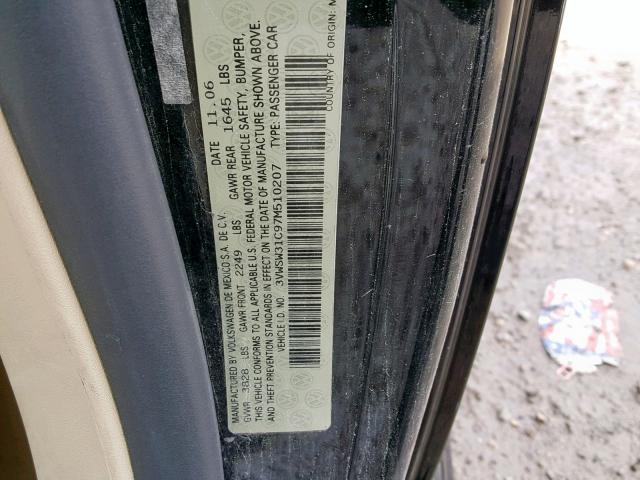 MANUFACTURED BY VOLKSWAGEN DE MEXICO S.A. DE C.V. DATE 11.06
GVWR 3828 LBS GAWR FRONT 2249 LBS GAWR REAR 1645 LBS
THIS VEHICLE CONFORMS TO ALL APPLICABLE U.S. FEDERAL MOTOR VEHICLE SAFETY, BUMPER,
AND THEFT PREVENTION STANDARDS IN EFFECT ON THE DATE OF MANUFACTURE SHOWN ABOVE.
VEHICLE I.D. NO. 3VWSW31C97M510207 TYPE: PASSENGER CAR
COUNTRY OF ORIGIN: M